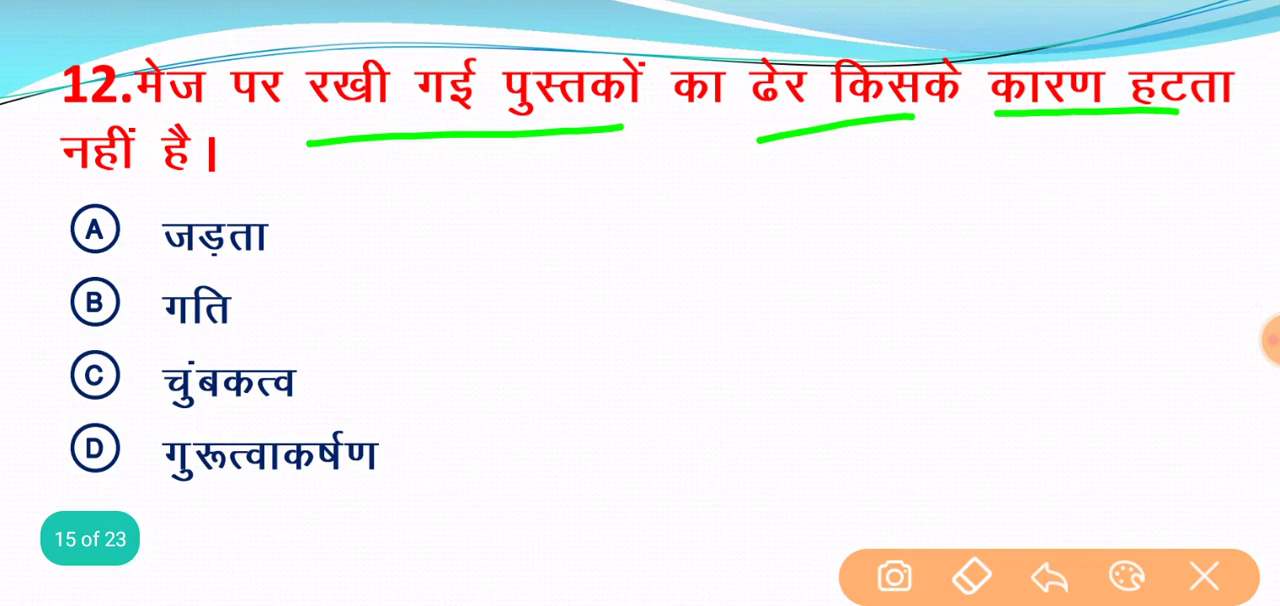 12.मेज पर रखी गई पुस्तकों का ढेर किसके कारण हटता
नहीं है।
A जड़ता
B गति
C चुंबकत्व
D गुरूत्वाकर्षण
15 of 23